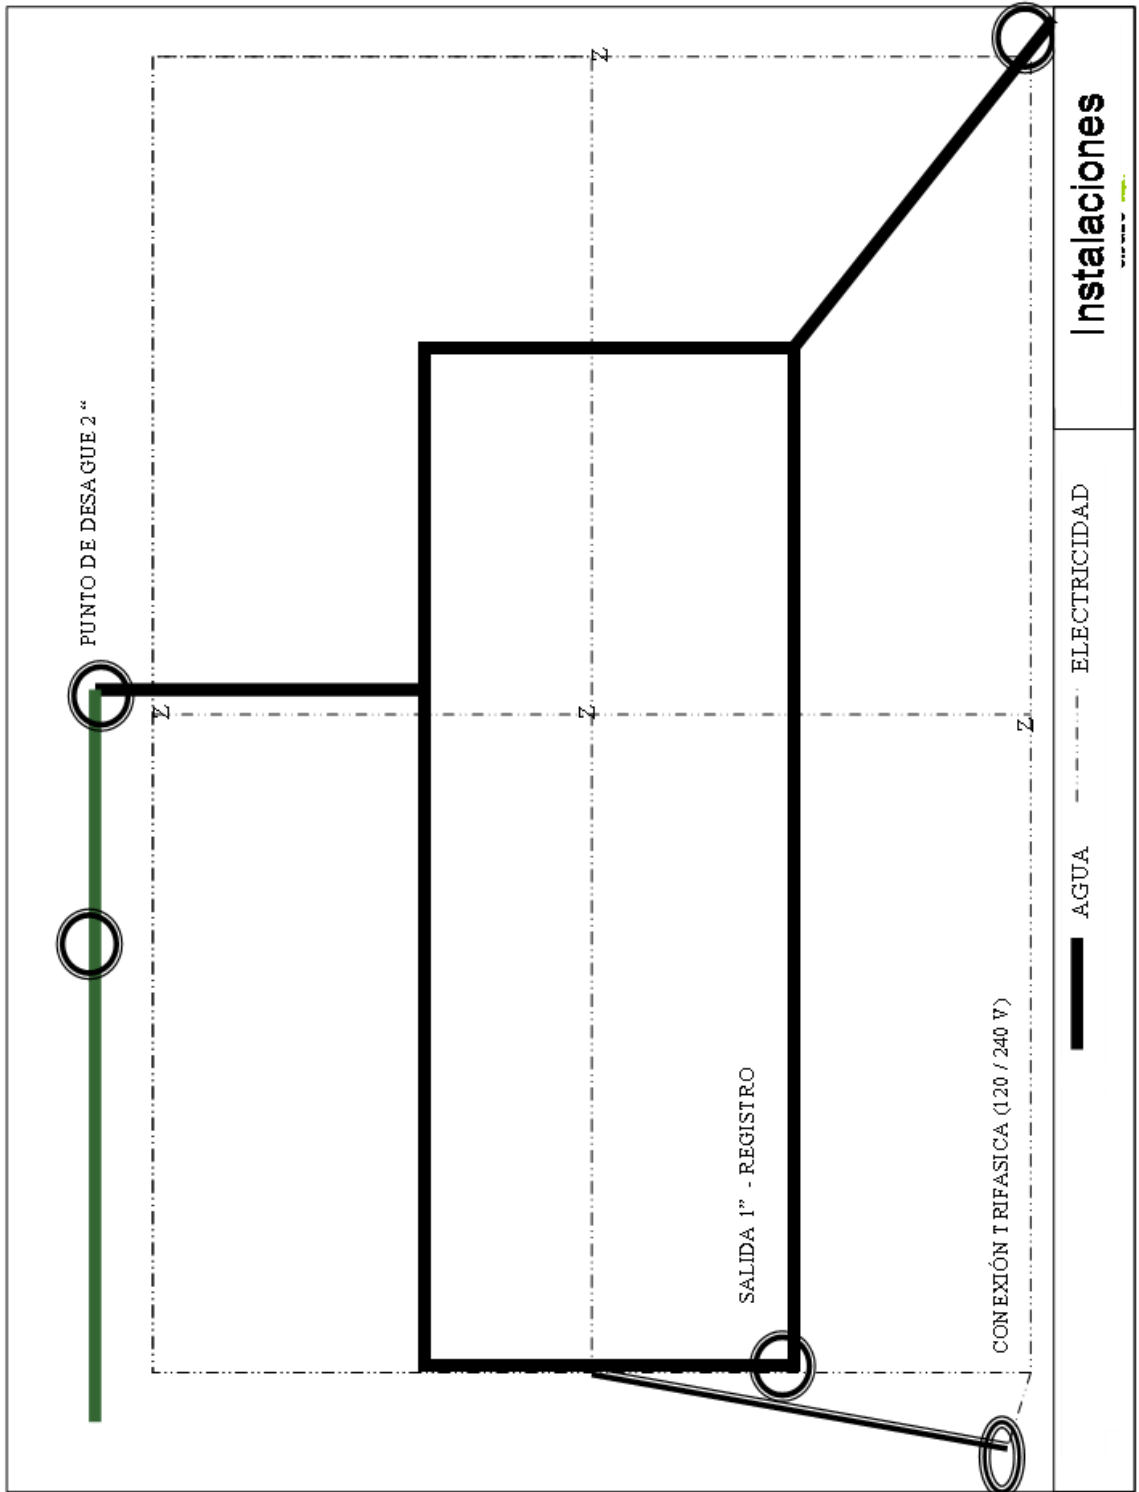 PUNTO DE DESAGUE 2 “
Z
Z
Z
Z
SALIDA 1” - REGISTRO
CONEXIÓN TRIFASICA (120 / 240 V)
AGUA
ELECTRICIDAD
Instalaciones